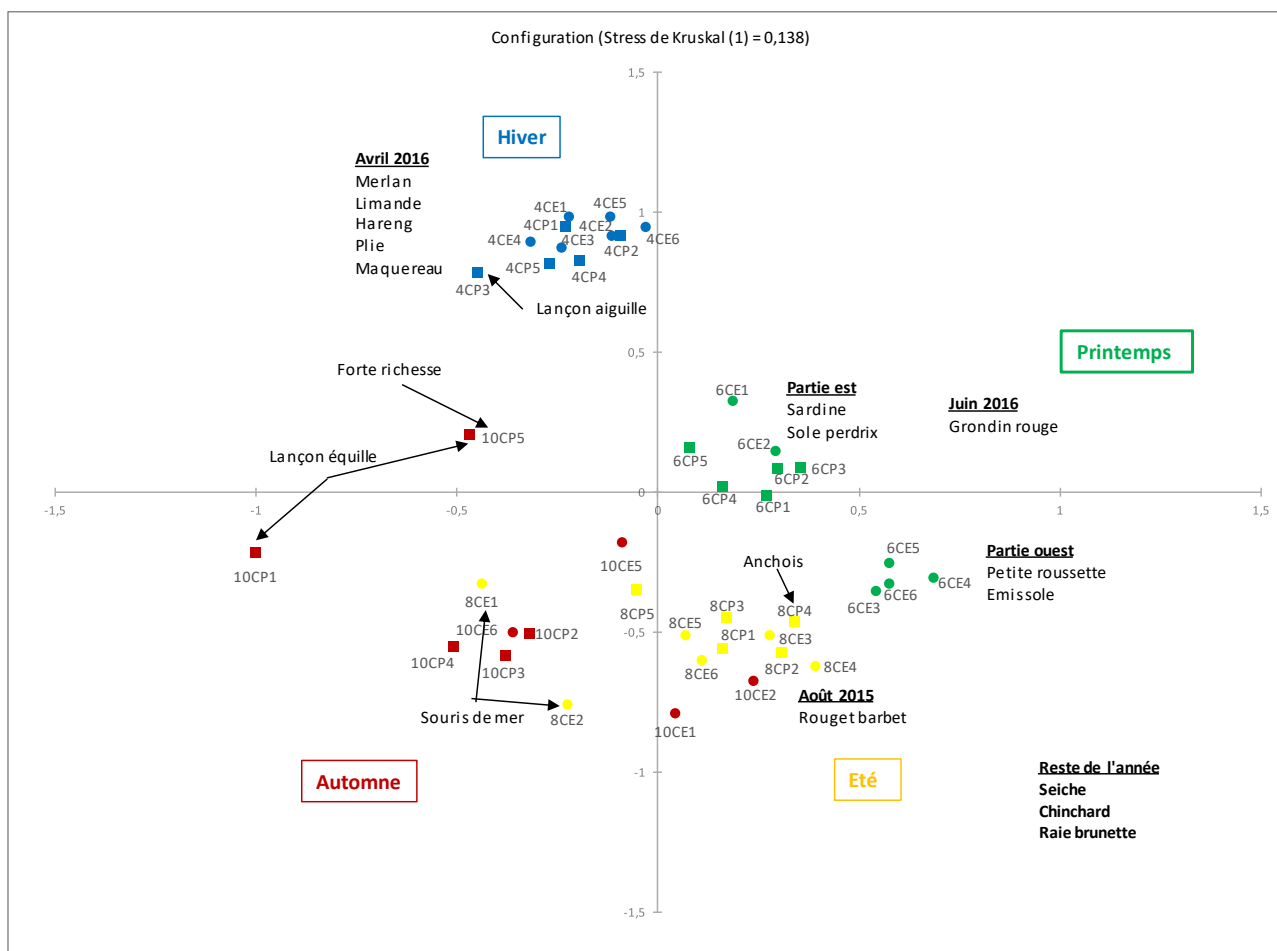 Configuration (Stress de Kruskal (1) = 0,138)
1,5
Hiver
Avril 2016
Merlan
Limande
Hareng
Plie
Maquereau
4CE1
4CE5
4CP1
4CE2
4CE6
4CE4
4CE3
4CP2
4CP5
4CP4
4CP3
1
Lançon aiguille
0,5
Printemps
Forte richesse
6CE1
Partie est
Sardine
Sole perdrix
Juin 2016
Grondin rouge
10CP5
6CE2
Lançon équille
6CP5
6CP3
6CP2
6CP4
6CP1
-1,5
-1
-0,5
0
0
0,5
1
1,5
10CP1
10CE5
Anchois
6CE5
6CE4
6CE3
6CE6
Partie ouest
Petite roussette
Emissole
8CE1
8CP5
8CP3
8CP4
10CE6
10CP2
8CE5
8CP1
8CE3
-0,5
10CP4
10CP3
8CE6
8CP2
8CE4
10CE2
Août 2015
Rouget barbet
Souris de mer
8CE2
10CE1
Automne
-1
Eté
Reste de l'année
Seiche
Chinchard
Raie brunette
-1,5